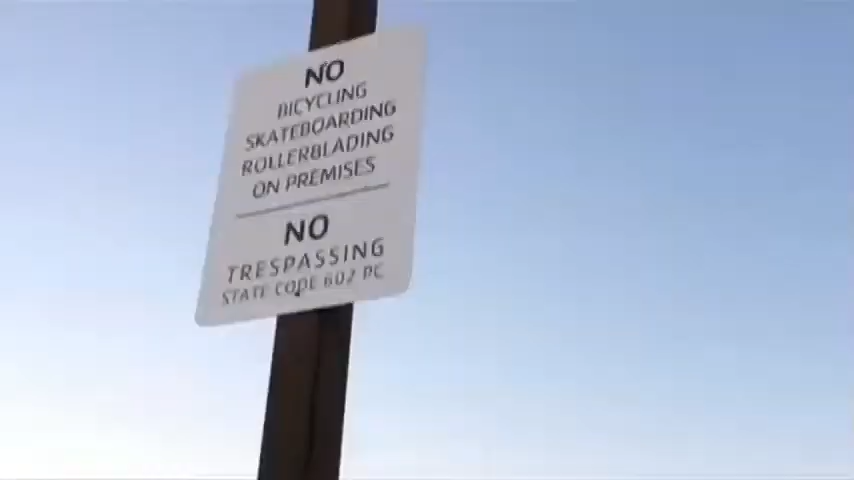 NO
BICYCLING
SKATEBOARDING
ROLLERBLADING
ON PREMISES
NO
TRESPASSING
STATE CODE 602 PC